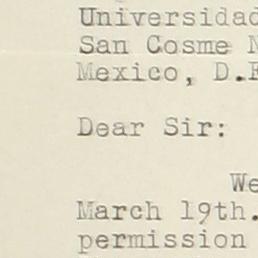 Universidad
San Cosme N
Mexico, D.F
Dear Sir:
We
March 19th.
permission